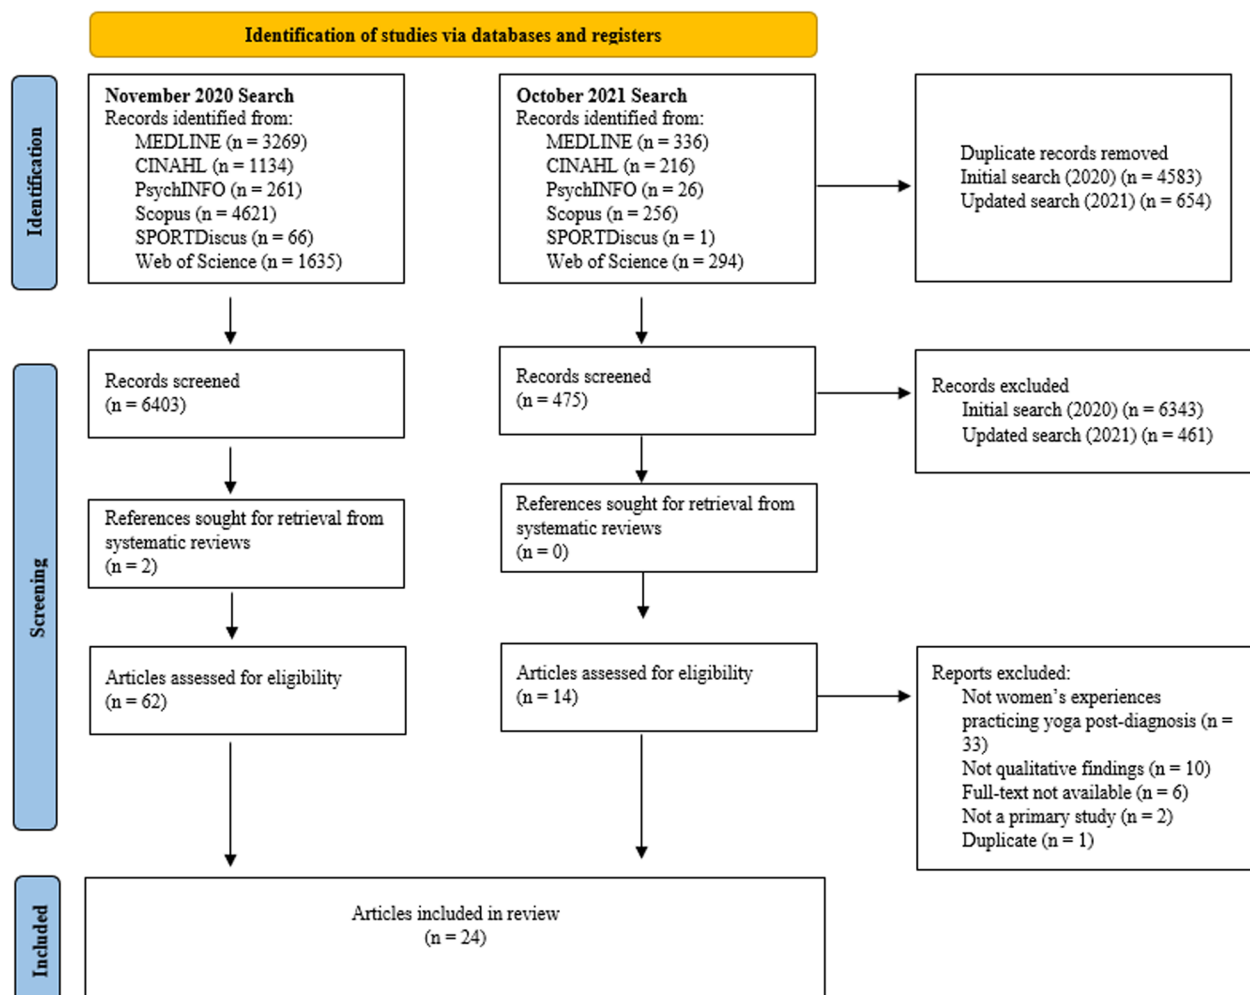 Identification of studies via databases and registers
Identification
November 2020 Search
Records identified from:
MEDLINE (n = 3269)
CINAHL (n = 1134)
PsychINFO (n = 261)
Scopus (n = 4621)
SPORTDiscus (n = 66)
Web of Science (n = 1635)
October 2021 Search
Records identified from:
MEDLINE (n = 336)
CINAHL (n = 216)
PsychINFO (n = 26)
Scopus (n = 256)
SPORTDiscus (n = 1)
Web of Science (n = 294)
Duplicate records removed
Initial search (2020) (n = 4583)
Updated search (2021) (n = 654)
Screening
Records screened
(n = 6403)
Records screened
(n = 475)
Records excluded
Initial search (2020) (n = 6343)
Updated search (2021) (n = 461)
References sought for retrieval from
systematic reviews
(n = 2)
References sought for retrieval from
systematic reviews
(n = 0)
Articles assessed for eligibility
(n = 62)
Articles assessed for eligibility
(n = 14)
Reports excluded:
Not women’s experiences
practicing yoga post-diagnosis (n =
33)
Not qualitative findings (n = 10)
Full-text not available (n = 6)
Not a primary study (n = 2)
Duplicate (n = 1)
Included
Articles included in review
(n = 24)